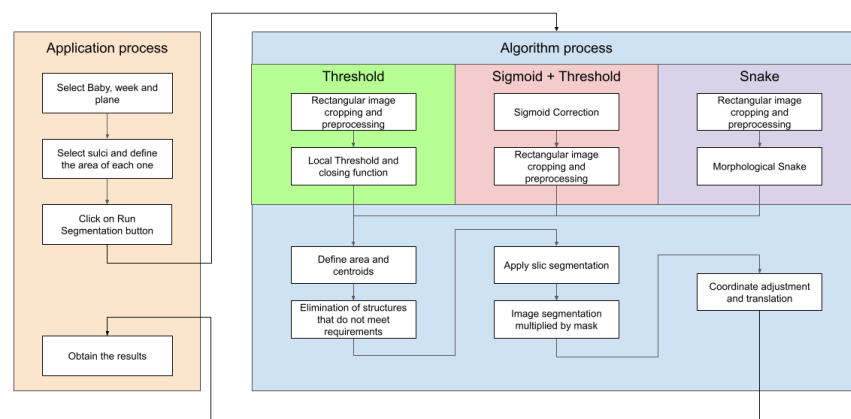 Application process
Select Baby, week and
plane
Select sulci and define
the area of each one
Click on Run
Segmentation button
Obtain the results
Algorithm process
Threshold
Rectangular image
cropping and
preprocessing
Local Threshold and
closing function
Sigmoid + Threshold
Sigmoid Correction
Rectangular image
cropping and
preprocessing
Snake
Rectangular image
cropping and
preprocessing
Morphological Snake
Define area and
centroids
Elimination of structures
that do not meet
requirements
Apply slic segmentation
Image segmentation
multiplied by mask
Coordinate adjustment
and translation